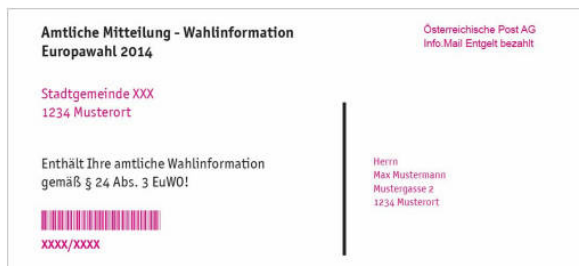 Amtliche Mitteilung - Wahlinformation
Europawahl 2014
Österreichische Post AG
Info.Mail Entgelt bezahlt
Stadtgemeinde XXX
1234 Musterort
Enthält Ihre amtliche Wahlinformation
gemäß § 24 Abs. 3 EuWO!
XXXX/XXXX
Herrn
Max Mustermann
Mustergasse 2
1234 Musterort